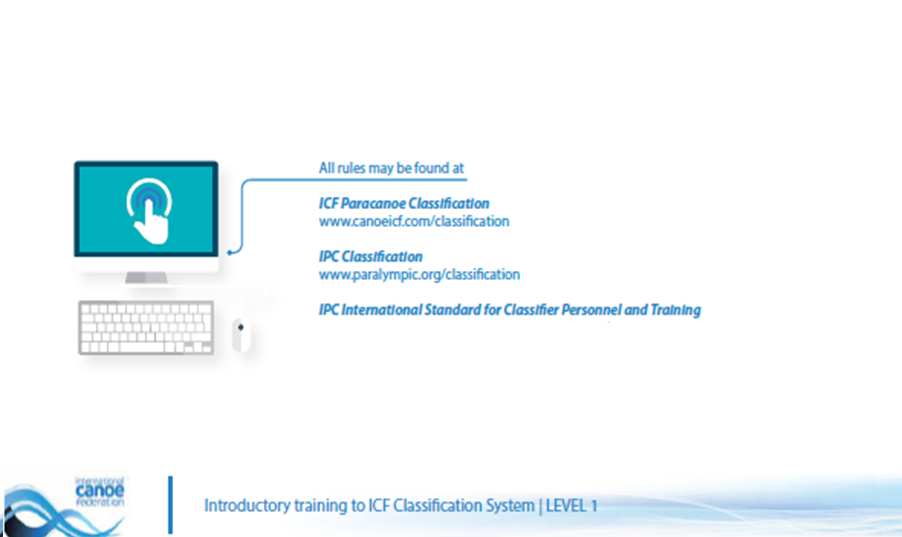 All rules may be found at
ICF Paracanoe Classification
www.canoeicf.com/classification
IPC Classification
www.paralympic.org/classification
IPC International Standard for Classifier Personnel and Training
international
canoe
federation
Introductory training to ICF Classification System | LEVEL 1